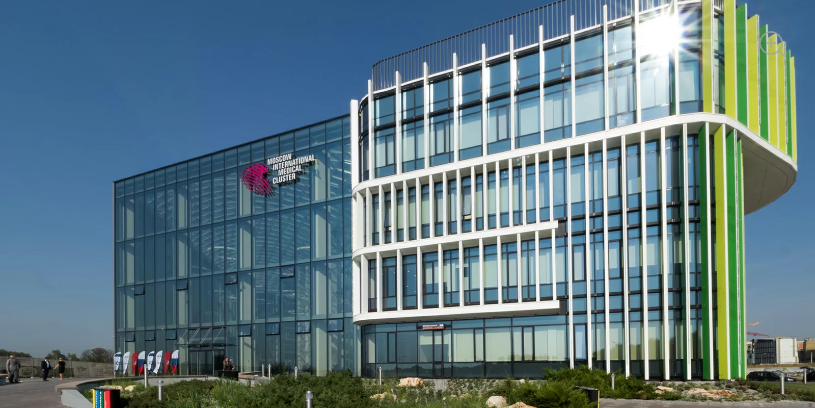 MOSCOW
INTERNATIONAL
MEDICAL
CLUSTER